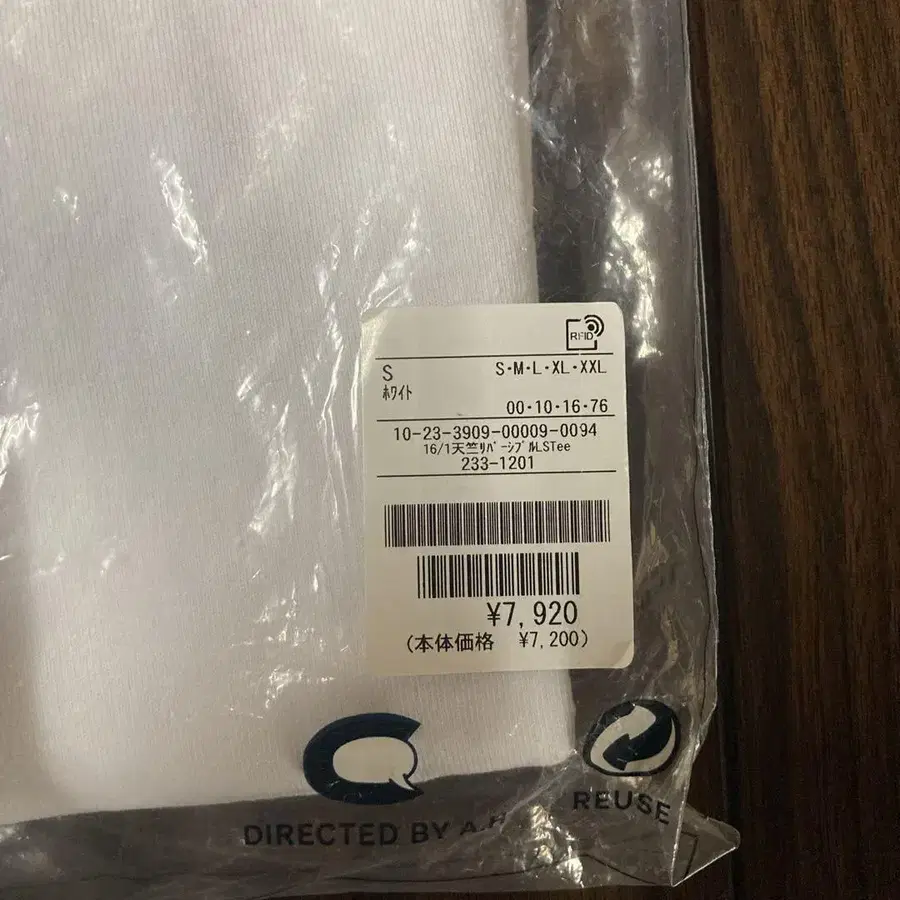 RFID
S S・M・L・XL・XXL
ホワイト
00・10・16・76
10-23-3909-00009-0094
16/1天竺ﾘﾊﾞｰｼﾌﾞﾙLSTee
233-1201
¥7,920
(本体価格 ¥7,200)
DIRECTED BY A.H
REUSE